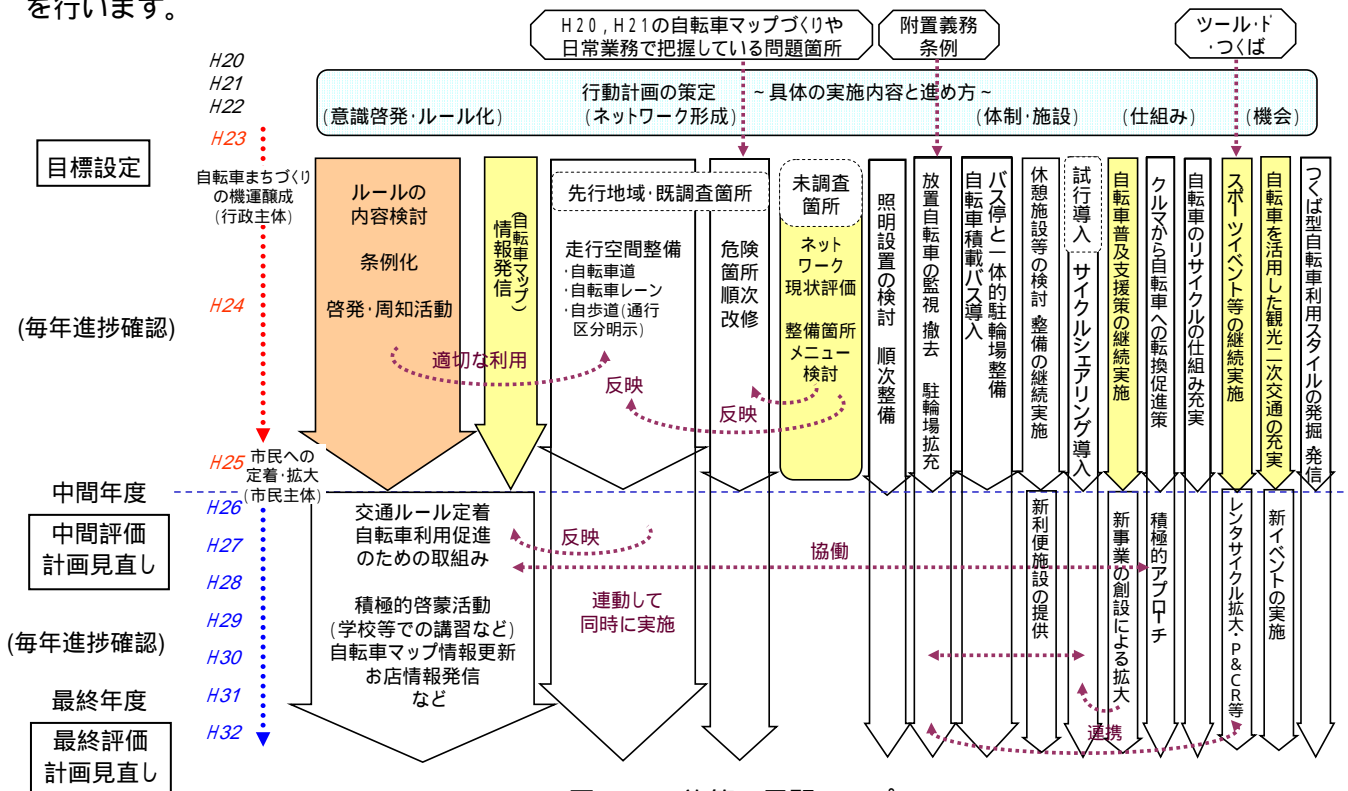 を行います。
H20,H21の自転車マップづくりや
日常業務で把握している問題箇所
附置義務
条例
ツール・ド
・つくば
H20
H21
H22
行動計画の策定 ~具体の実施内容と進め方~
(意識啓発・ルール化)
(ネットワーク形成)
(体制・施設)
(仕組み)
(機会)
H23
目標設定
自転車まちづくり
の機運醸成
(行政主体)
H24
(毎年進捗確認)
H25
市民への
定着・拡大
(市民主体)
ルールの
内容検討
条例化
啓発・周知活動
適切な利用
情報発信
(自転車マップ)
先行地域・既調査箇所
走行空間整備
・自転車道
・自転車レーン
・自歩道(通行
区分明示)
反映
危険
箇所
順次
改修
反映
未調査
箇所
ネット
ワーク
現状評価
整備箇所
メニュー
検討
照明設置の検討 順次整備
放置自転車の監視・撤去 駐輪場拡充
バス停と一体的駐輪場整備
自転車積載バス導入
休憩施設等の検討・整備の継続実施
試行導入
サイクルシェアリング導入
自転車普及支援策の継続実施
クルマから自転車への転換促進策
自転車のリサイクルの仕組み充実
スポーツイベント等の継続実施
自転車を活用した観光二次交通の充実
つくば型自転車利用スタイルの発掘・発信
中間年度
H26
中間評価
計画見直し
H27
H28
(毎年進捗確認)
H29
H30
最終年度
H31
H32
最終評価
計画見直し
交通ルール定着
自転車利用促進
のための取組み
積極的啓蒙活動
(学校等での講習など)
自転車マップ情報更新
お店情報発信
など
反映
協働
連動して
同時に実施
新利便施設の提供
新事業の創設による拡大
積極的アプローチ
レンタサイクル拡大・P&CR等
新イベントの実施
連携